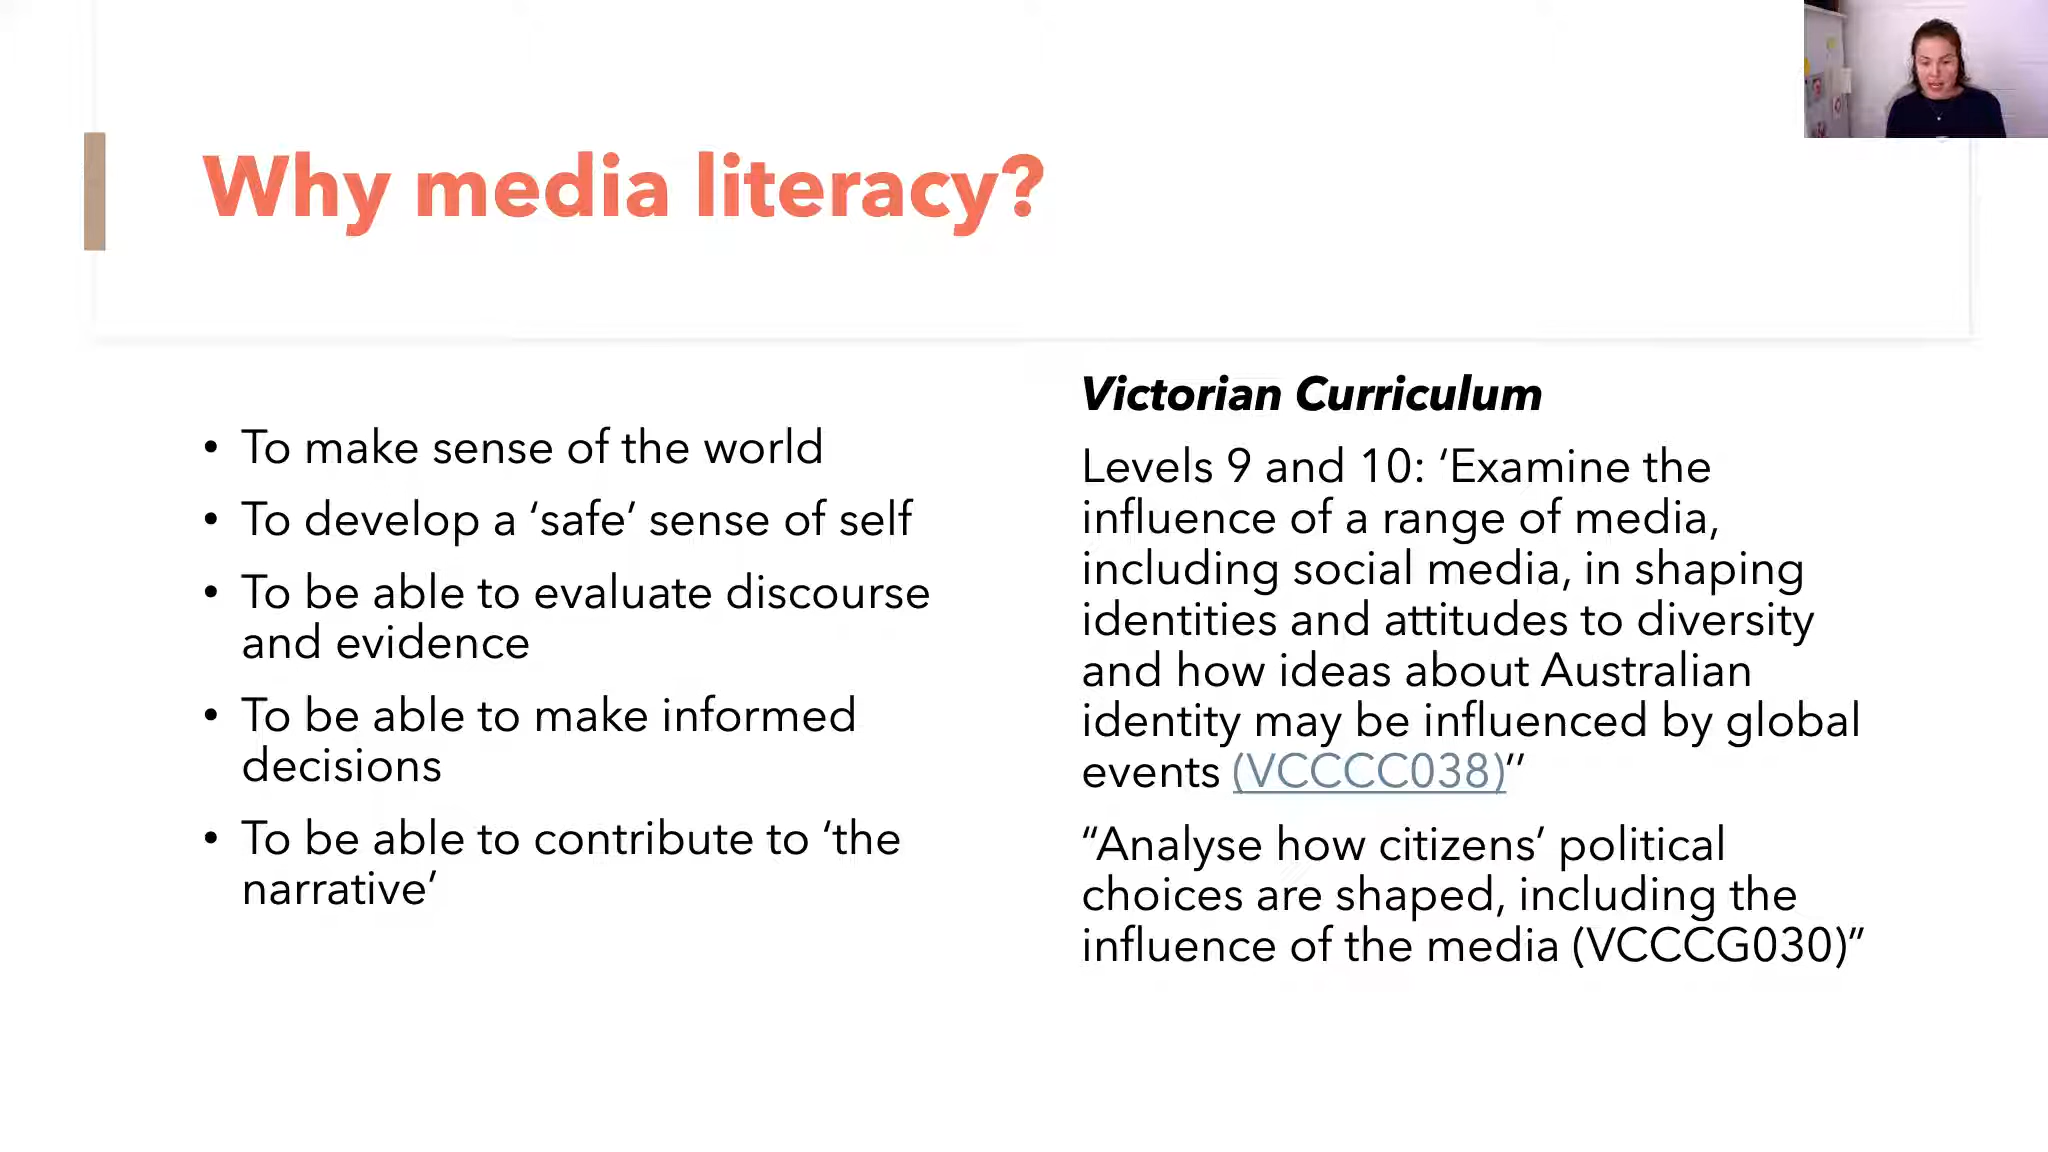 Why media literacy?
• To make sense of the world
• To develop a ‘safe’ sense of self
• To be able to evaluate discourse
and evidence
• To be able to make informed
decisions
• To be able to contribute to ‘the
narrative’
Victorian Curriculum
Levels 9 and 10: ‘Examine the
influence of a range of media,
including social media, in shaping
identities and attitudes to diversity
and how ideas about Australian
identity may be influenced by global
events (VCCCC038)’’
“Analyse how citizens’ political
choices are shaped, including the
influence of the media (VCCCG030)”